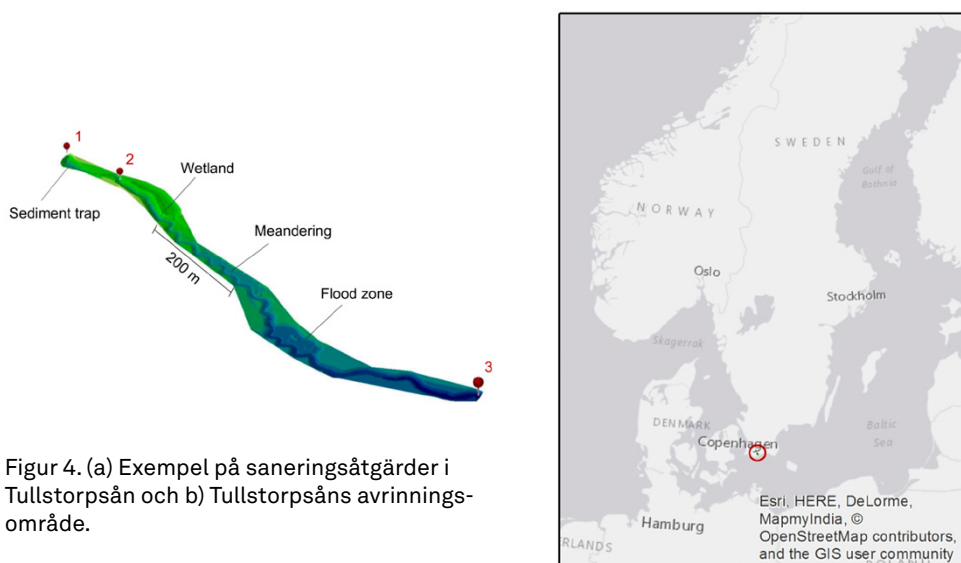 1
2
Wetland
Sediment trap
Meandering
200 m
Flood zone
3
Figur 4. (a) Exempel på saneringsåtgärder i
Tullstorpsån och b) Tullstorpsåns avrinnings-
område.
SWEDEN
Gulf of
Bothnia
NORWAY
Oslo
Stockholm
Skagerrak
DENMARK
Copenhagen
Baltic
Sea
Esri, HERE, DeLorme,
MapmyIndia, ©
OpenStreetMap contributors,
and the GIS user community
Hamburg
ERLANDS
POLAND